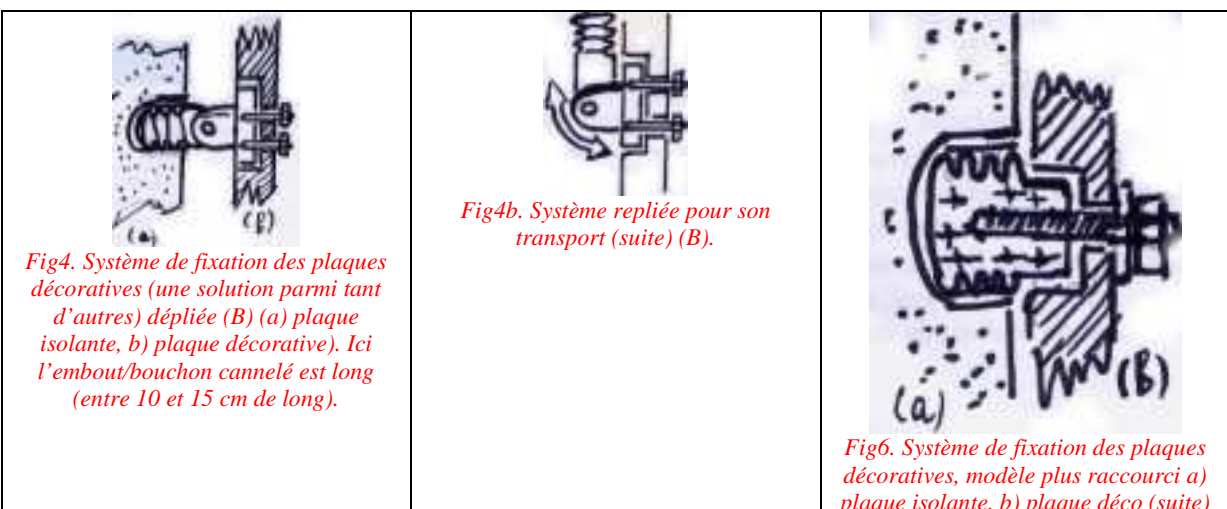 (a)
(B)
Fig4. Système de fixation des plaques
décoratives (une solution parmi tant
d'autres) dépliée (B) (a) plaque
isolante, b) plaque décorative). Ici
l'embout/bouchon cannelé est long
(entre 10 et 15 cm de long).
Fig4b. Système repliée pour son
transport (suite) (B).
(a)
(B)
Fig6. Système de fixation des plaques
décoratives, modèle plus raccourci a)
plaque isolante, b) plaque déco (suite)